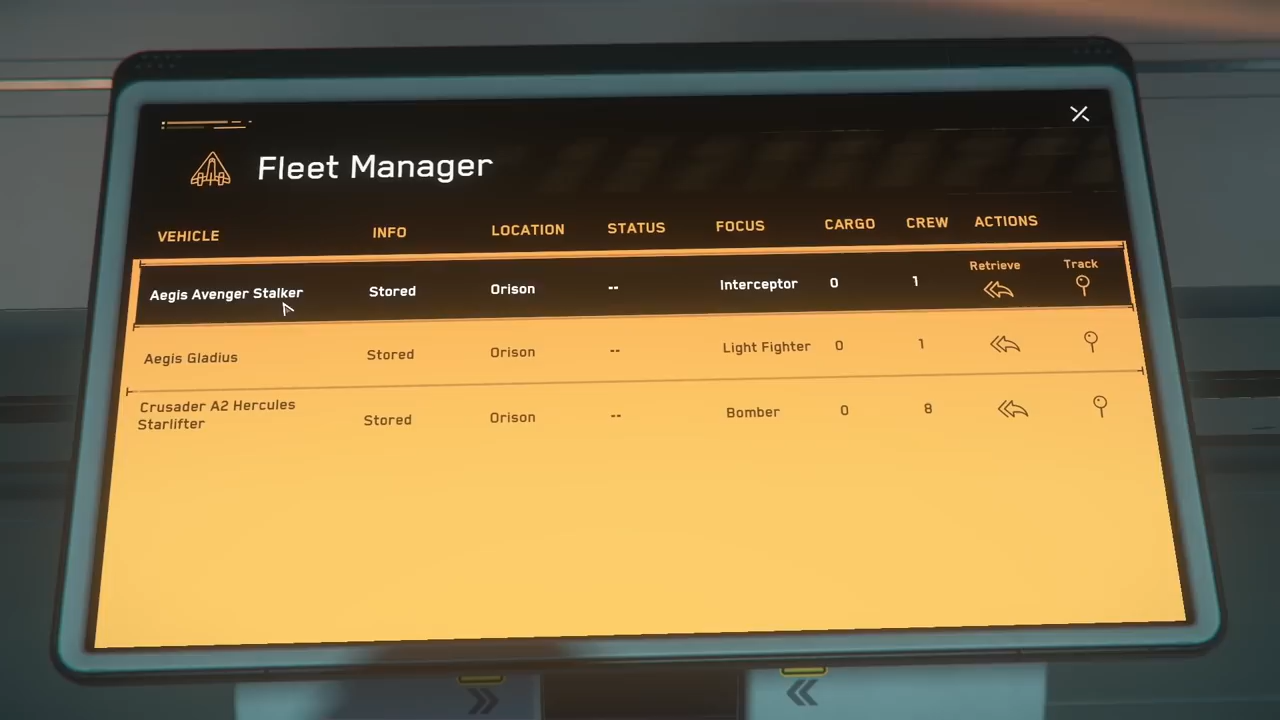 Fleet Manager
VEHICLE INFO LOCATION STATUS FOCUS CARGO CREW ACTIONS
Retrieve Track
Aegis Avenger Stalker Stored Orison -- Interceptor 0 1
Aegis Gladius Stored Orison -- Light Fighter 0 1
Crusader A2 Hercules
Starlifter Stored Orison -- Bomber 0 8